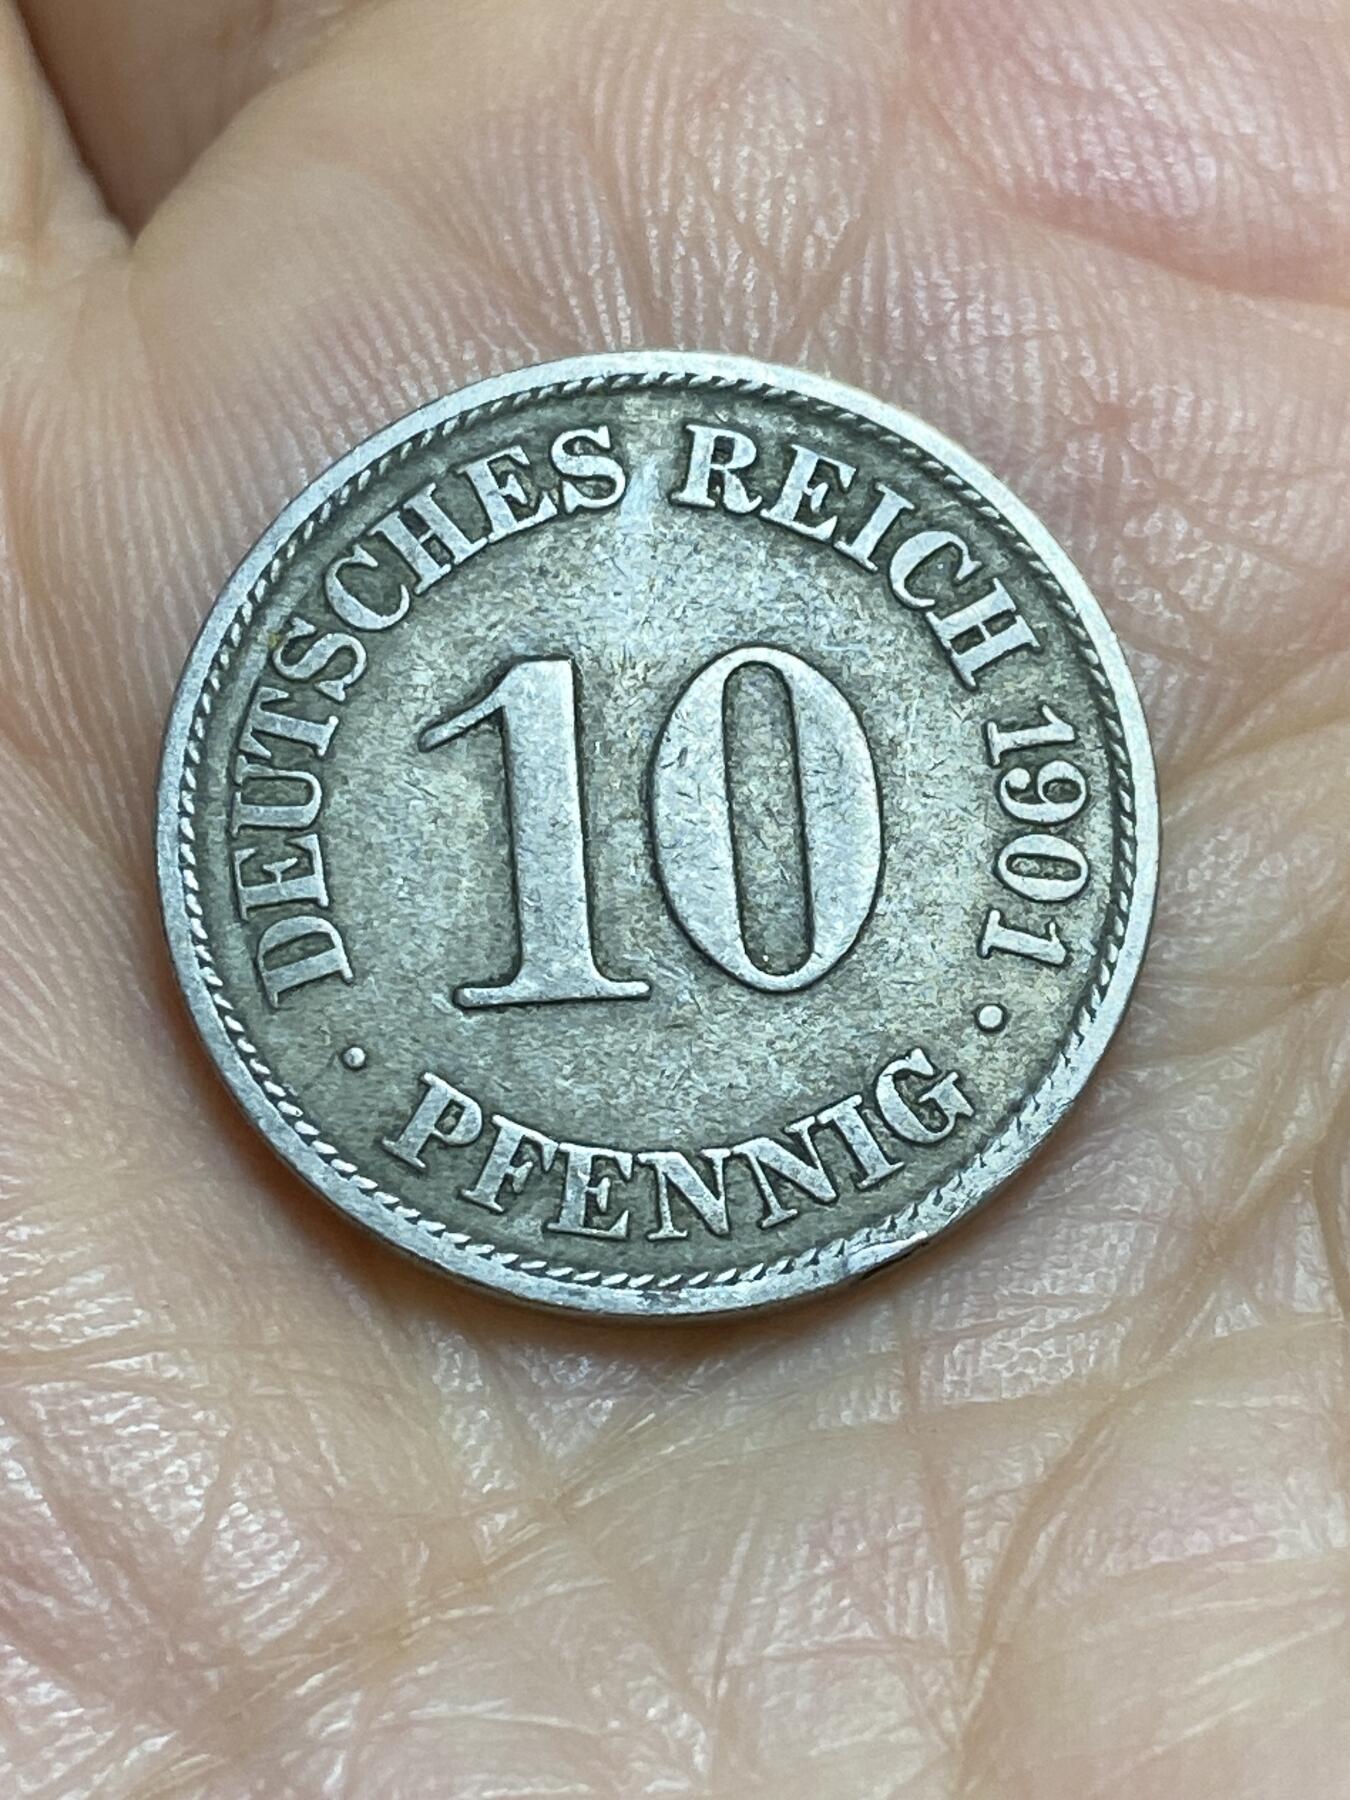 DEUTSCHES REICH 1901
10
· PFENNIG ·